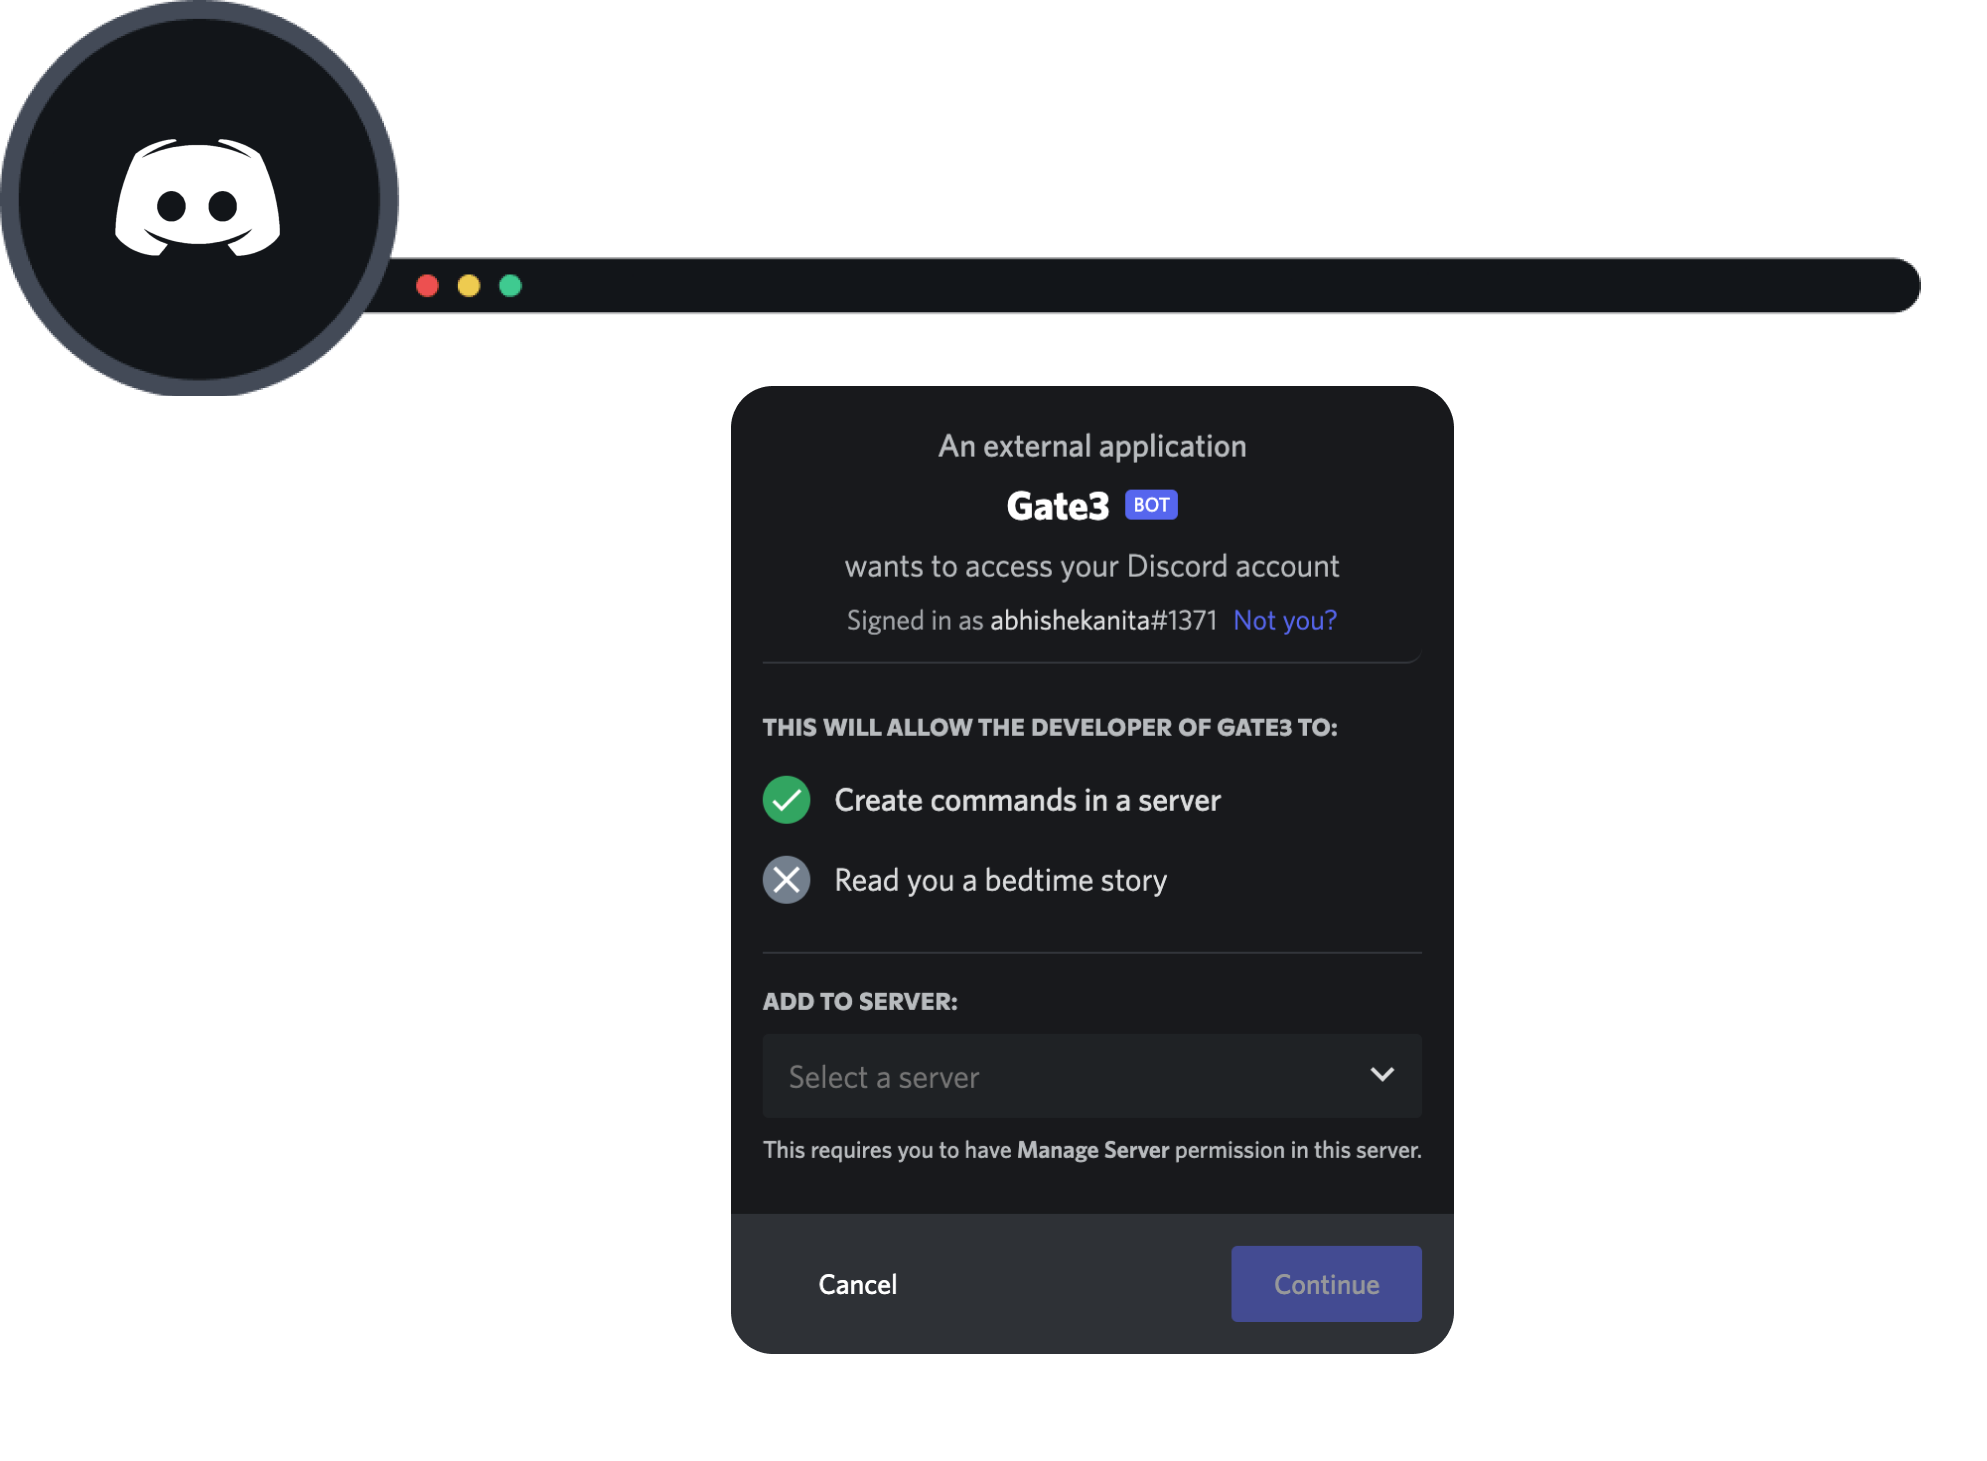 An external application
Gate3 BOT
wants to access your Discord account
Signed in as abhishekanita#1371 Not you?
THIS WILL ALLOW THE DEVELOPER OF GATE3 TO:
Create commands in a server
Read you a bedtime story
ADD TO SERVER:
Select a server
This requires you to have Manage Server permission in this server.
Cancel Continue